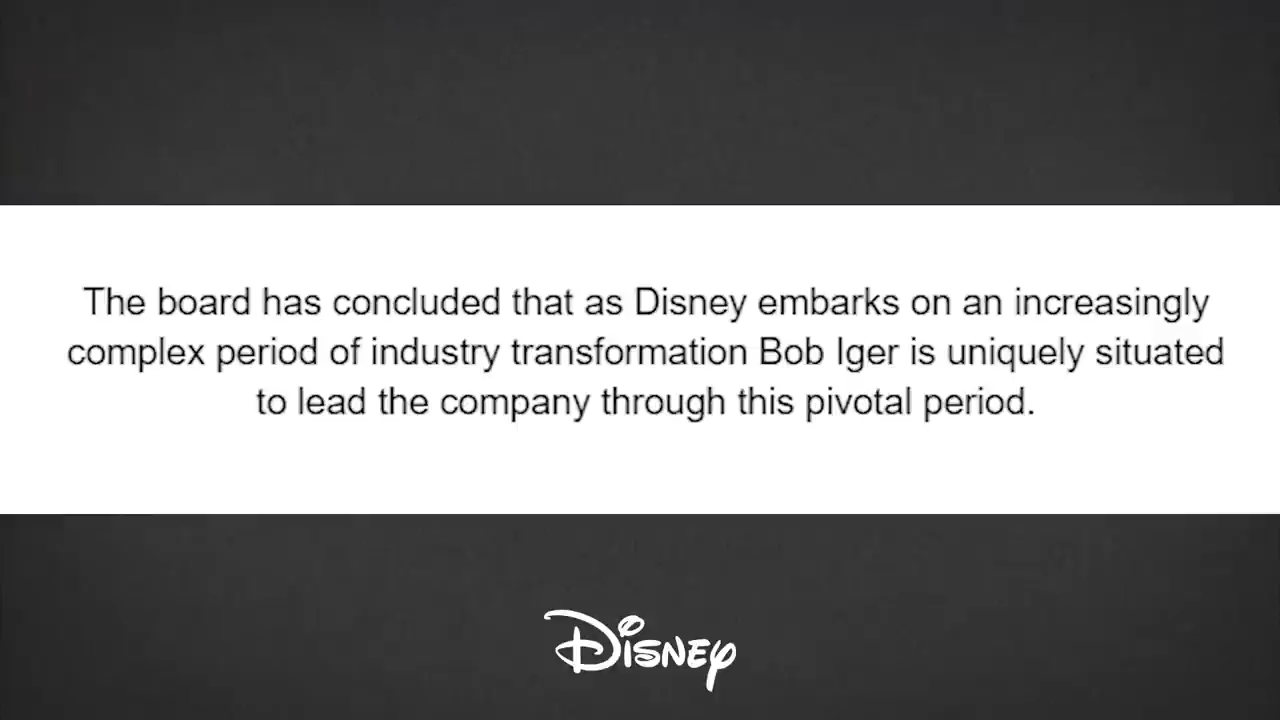 The board has concluded that as Disney embarks on an increasingly
complex period of industry transformation Bob Iger is uniquely situated
to lead the company through this pivotal period.
Disney